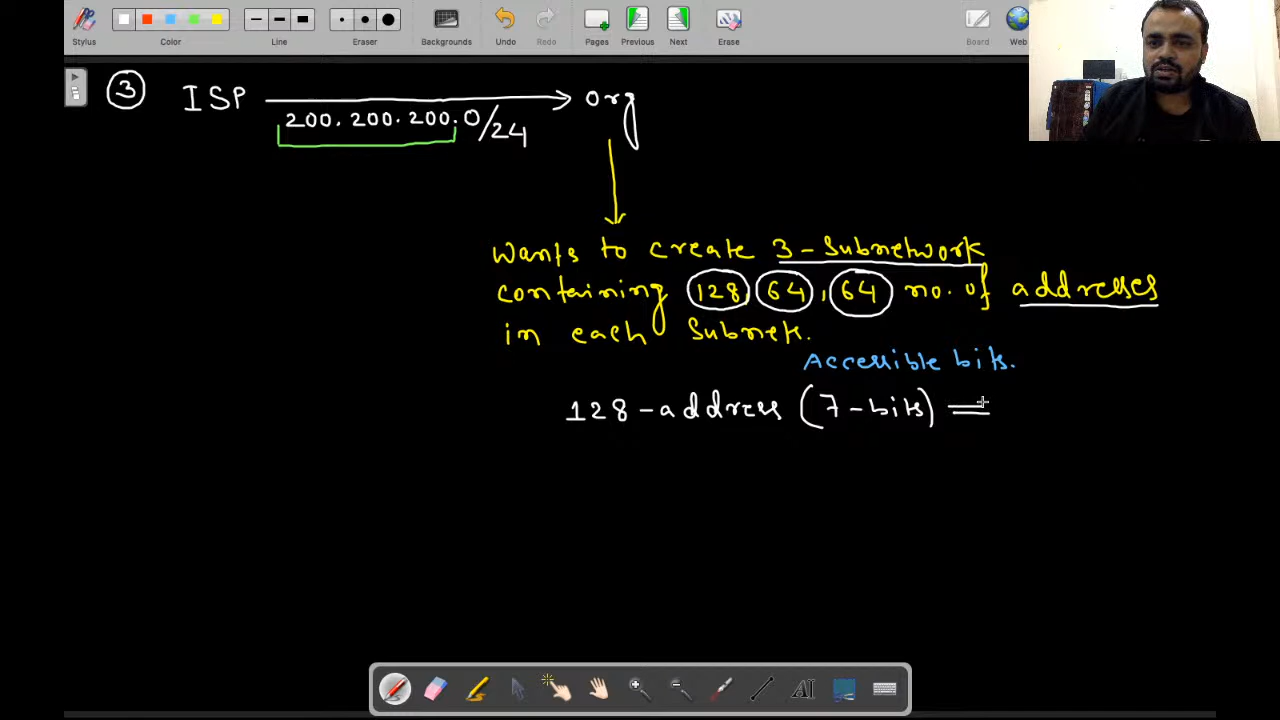 Stylus Color Line Eraser Backgrounds Undo Redo Pages Previous Next Erase Board Web
3 ISP 200.200.200.0/24 org
Wants to create 3-Subnetwork
containing 128, 64, 64 no. of addresses
in each Subnet.
Accessible bits.
128-address (7-bits) =
AI